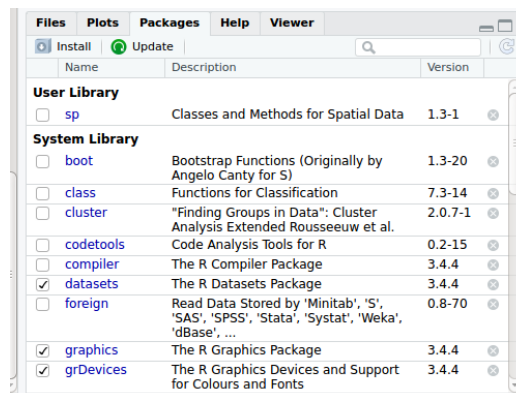 Files Plots Packages Help Viewer
Install Update
Name Description Version
User Library
sp Classes and Methods for Spatial Data 1.3-1
System Library
boot Bootstrap Functions (Originally by 1.3-20
Angelo Canty for S)
class Functions for Classification 7.3-14
cluster "Finding Groups in Data": Cluster 2.0.7-1
Analysis Extended Rousseeuw et al.
codetools Code Analysis Tools for R 0.2-15
compiler The R Compiler Package 3.4.4
datasets The R Datasets Package 3.4.4
foreign Read Data Stored by 'Minitab', 'S', 0.8-70
'SAS', 'SPSS', 'Stata', 'Systat', 'Weka',
'dBase', ...
graphics The R Graphics Package 3.4.4
grDevices The R Graphics Devices and Support 3.4.4
for Colours and Fonts